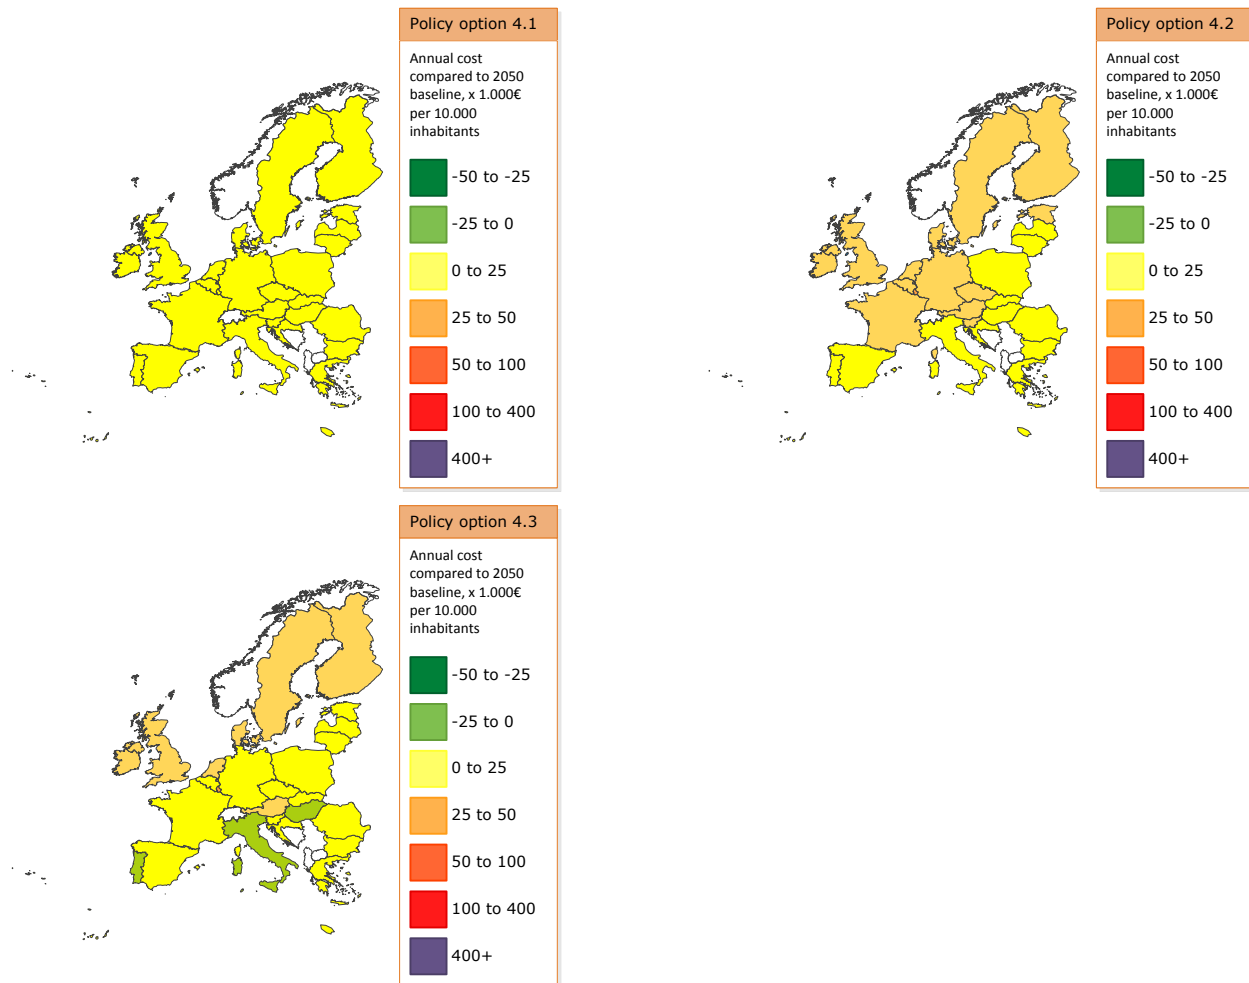 Policy option 4.1
Annual cost
compared to 2050
baseline, x 1.000€
per 10.000
inhabitants
-50 to -25
-25 to 0
0 to 25
25 to 50
50 to 100
100 to 400
400+
Policy option 4.2
Annual cost
compared to 2050
baseline, x 1.000€
per 10.000
inhabitants
-50 to -25
-25 to 0
0 to 25
25 to 50
50 to 100
100 to 400
400+
Policy option 4.3
Annual cost
compared to 2050
baseline, x 1.000€
per 10.000
inhabitants
-50 to -25
-25 to 0
0 to 25
25 to 50
50 to 100
100 to 400
400+